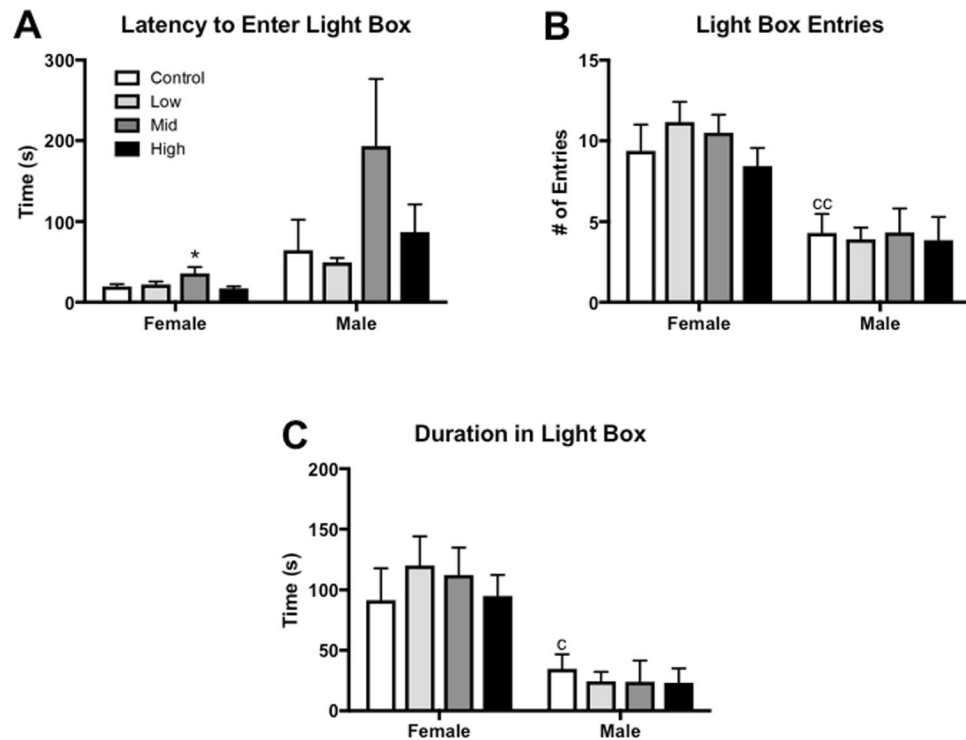 A
Latency to Enter Light Box
300
200
100
0
Time (s)
Control
Low
Mid
High
*
Female
Male
B
Light Box Entries
15
10
5
0
# of Entries
cc
Female
Male
C
Duration in Light Box
200
150
100
50
0
Time (s)
c
Female
Male